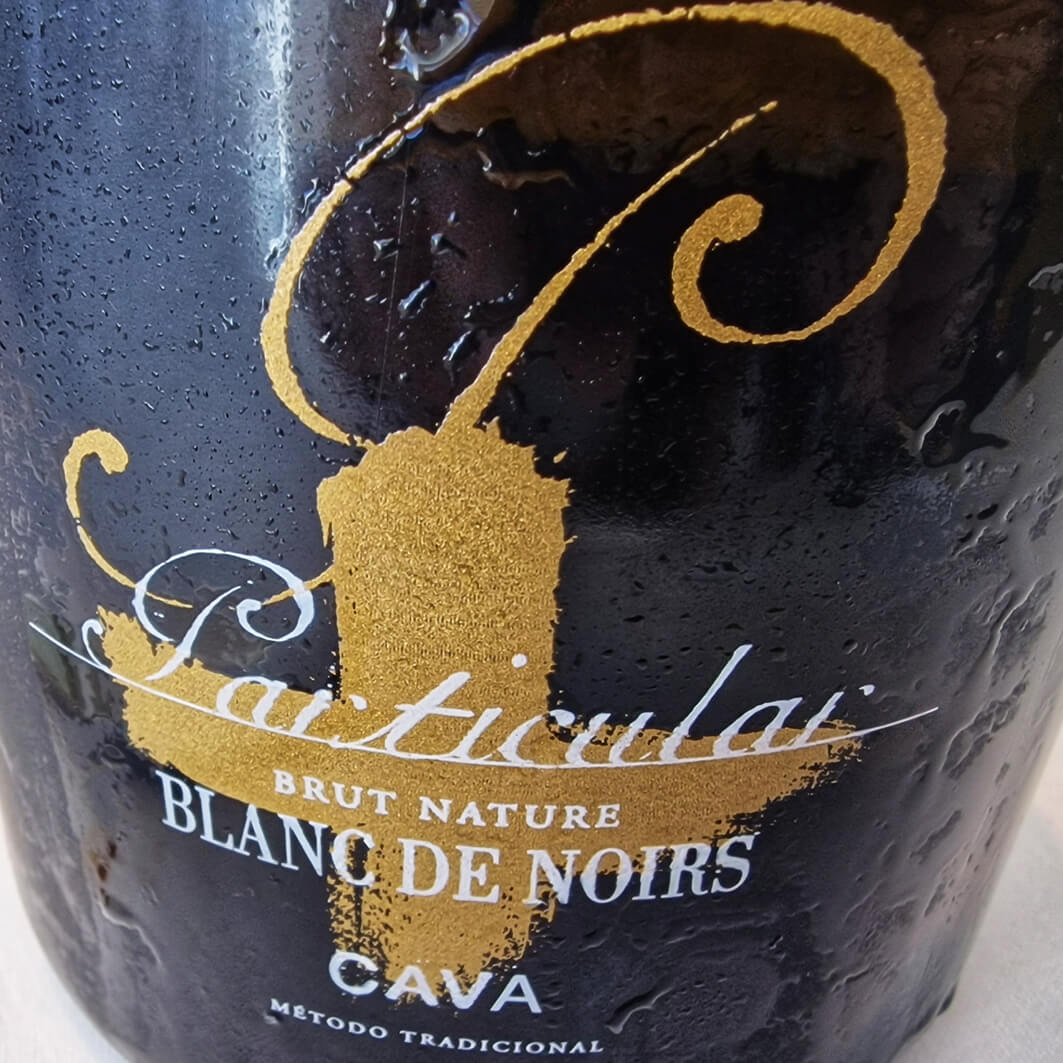 Particular
BRUT NATURE
BLANC DE NOIRS
CAVA
MÉTODO TRADICIONAL